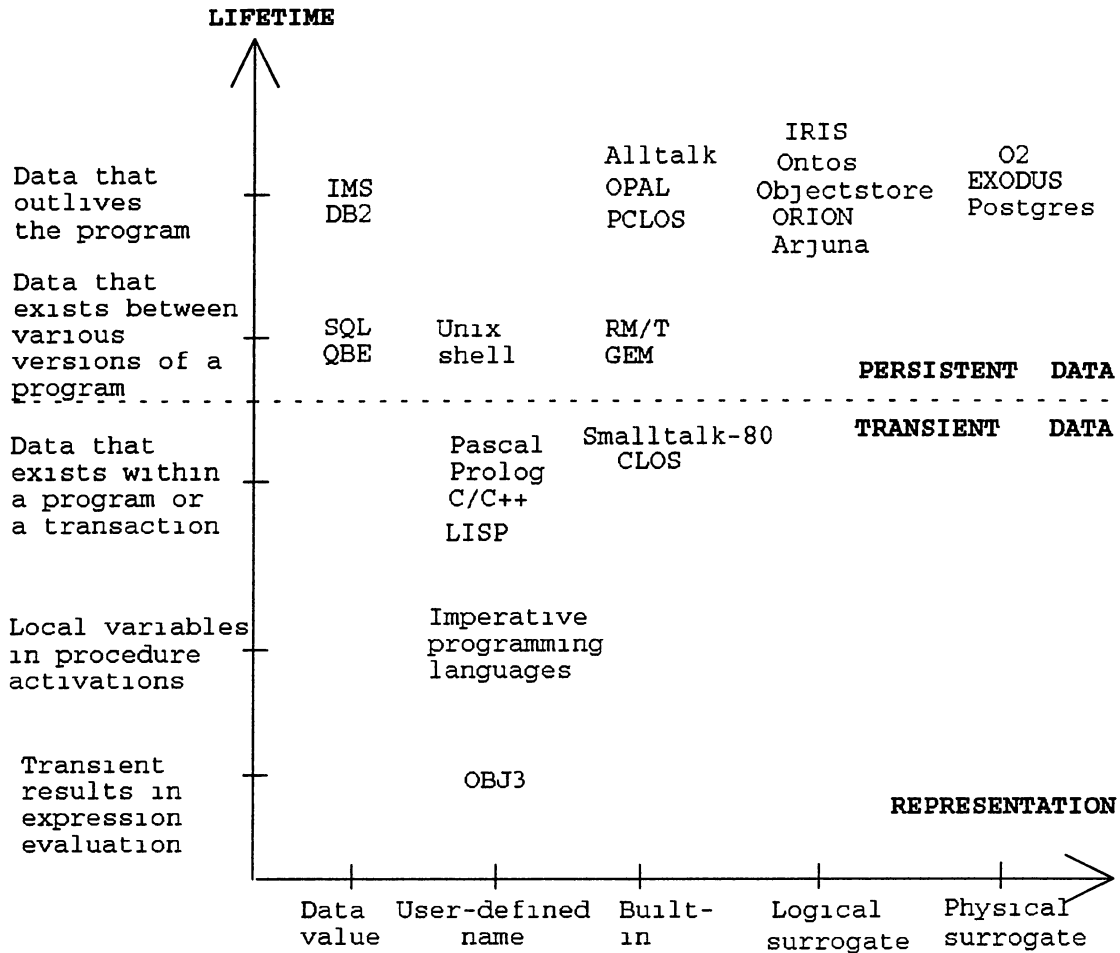 LIFETIME
IRIS
Alltalk
Ontos
O2
Data that
outlives
the program
IMS
DB2
OPAL
PCLOS
Objectstore
ORION
Arjuna
EXODUS
Postgres
Data that
exists between
various
versions of a
program
SQL
QBE
Unix
shell
RM/T
GEM
PERSISTENT DATA
TRANSIENT DATA
Data that
exists within
a program or
a transaction
Pascal
Prolog
C/C++
LISP
Smalltalk-80
CLOS
Local variables
in procedure
activations
Imperative
programming
languages
Transient
results in
expression
evaluation
OBJ3
REPRESENTATION
Data
value
User-defined
name
Built-
in
Logical
surrogate
Physical
surrogate